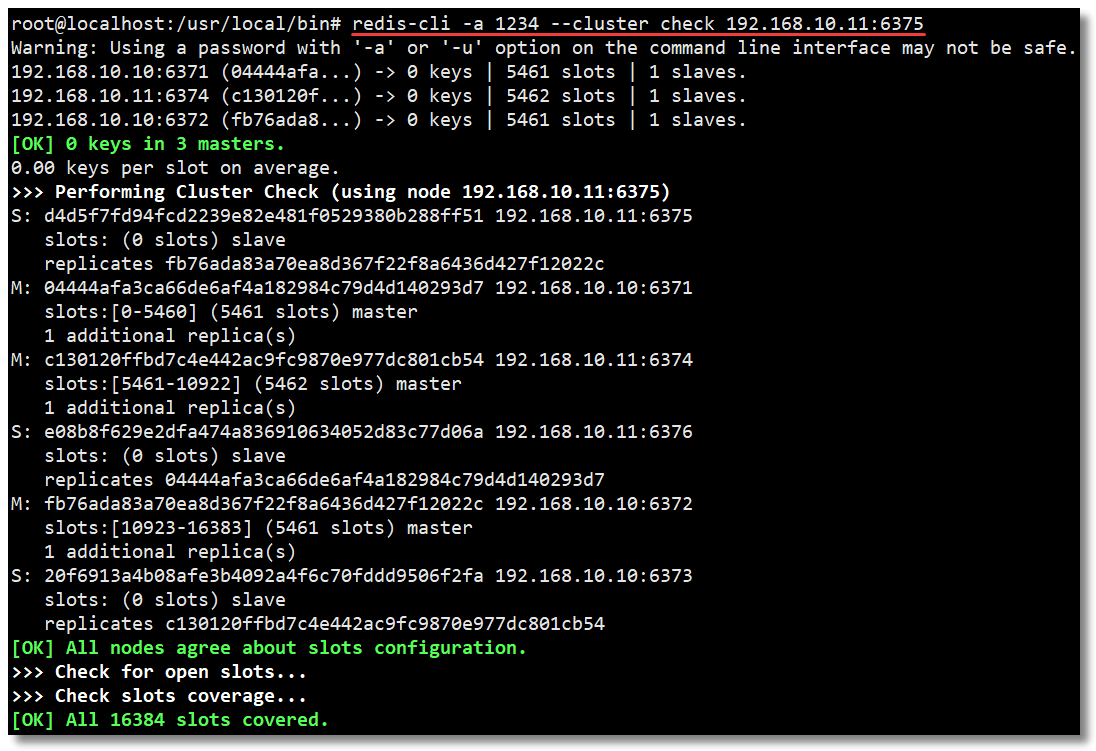 root@localhost:/usr/local/bin# redis-cli -a 1234 --cluster check 192.168.10.11:6375
Warning: Using a password with '-a' or '-u' option on the command line interface may not be safe.
192.168.10.10:6371 (04444afa...) -> 0 keys | 5461 slots | 1 slaves.
192.168.10.11:6374 (c130120f...) -> 0 keys | 5462 slots | 1 slaves.
192.168.10.10:6372 (fb76ada8...) -> 0 keys | 5461 slots | 1 slaves.
[OK] 0 keys in 3 masters.
0.00 keys per slot on average.
>>> Performing Cluster Check (using node 192.168.10.11:6375)
S: d4d5f7fd94fcd2239e82e481f0529380b288ff51 192.168.10.11:6375
   slots: (0 slots) slave
   replicates fb76ada83a70ea8d367f22f8a6436d427f12022c
M: 04444afa3ca66de6af4a182984c79d4d140293d7 192.168.10.10:6371
   slots:[0-5460] (5461 slots) master
   1 additional replica(s)
M: c130120ffbd7c4e442ac9fc9870e977dc801cb54 192.168.10.11:6374
   slots:[5461-10922] (5462 slots) master
   1 additional replica(s)
S: e08b8f629e2dfa474a836910634052d83c77d06a 192.168.10.11:6376
   slots: (0 slots) slave
   replicates 04444afa3ca66de6af4a182984c79d4d140293d7
M: fb76ada83a70ea8d367f22f8a6436d427f12022c 192.168.10.10:6372
   slots:[10923-16383] (5461 slots) master
   1 additional replica(s)
S: 20f6913a4b08afe3b4092a4f6c70fddd9506f2fa 192.168.10.10:6373
   slots: (0 slots) slave
   replicates c130120ffbd7c4e442ac9fc9870e977dc801cb54
[OK] All nodes agree about slots configuration.
>>> Check for open slots...
>>> Check slots coverage...
[OK] All 16384 slots covered.